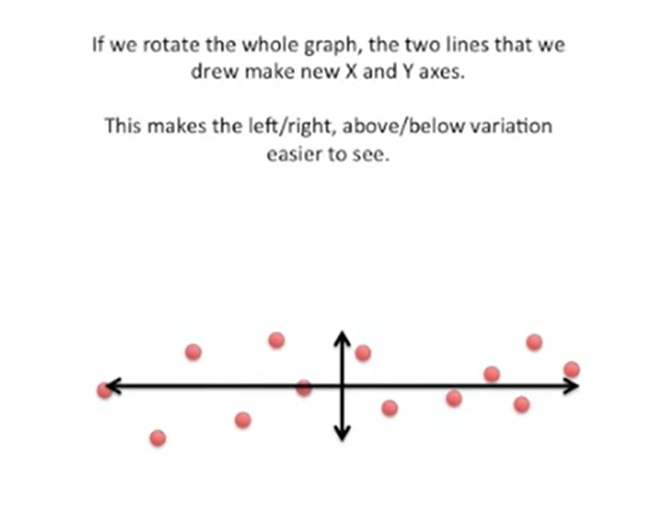 If we rotate the whole graph, the two lines that we
drew make new X and Y axes.
This makes the left/right, above/below variation
easier to see.